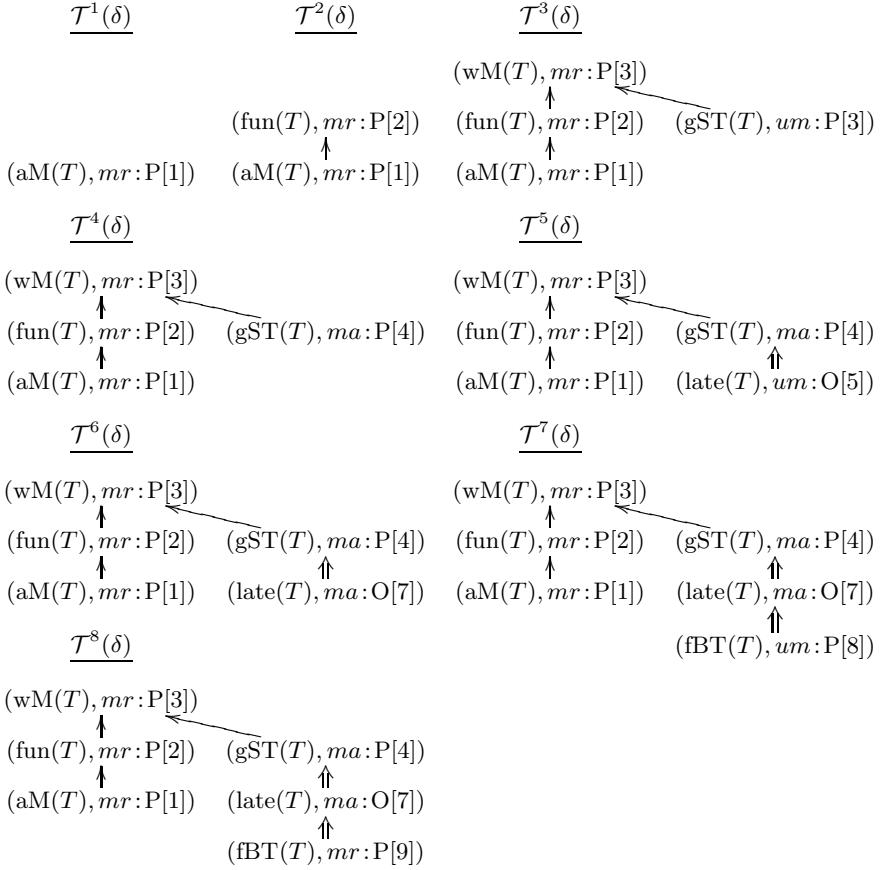 𝒯¹(δ) 𝒯²(δ) 𝒯³(δ)
(wM(T), mr:P[3])
(fun(T), mr:P[2]) (fun(T), mr:P[2]) (gST(T), um:P[3])
(aM(T), mr:P[1]) (aM(T), mr:P[1]) (aM(T), mr:P[1])
𝒯⁴(δ) 𝒯⁵(δ)
(wM(T), mr:P[3]) (wM(T), mr:P[3])
(fun(T), mr:P[2]) (gST(T), ma:P[4]) (fun(T), mr:P[2]) (gST(T), ma:P[4])
(aM(T), mr:P[1]) (aM(T), mr:P[1]) (late(T), um:O[5])
𝒯⁶(δ) 𝒯⁷(δ)
(wM(T), mr:P[3]) (wM(T), mr:P[3])
(fun(T), mr:P[2]) (gST(T), ma:P[4]) (fun(T), mr:P[2]) (gST(T), ma:P[4])
(aM(T), mr:P[1]) (late(T), ma:O[7]) (aM(T), mr:P[1]) (late(T), ma:O[7])
(fBT(T), um:P[8])
𝒯⁸(δ)
(wM(T), mr:P[3])
(fun(T), mr:P[2]) (gST(T), ma:P[4])
(aM(T), mr:P[1]) (late(T), ma:O[7])
(fBT(T), mr:P[9])